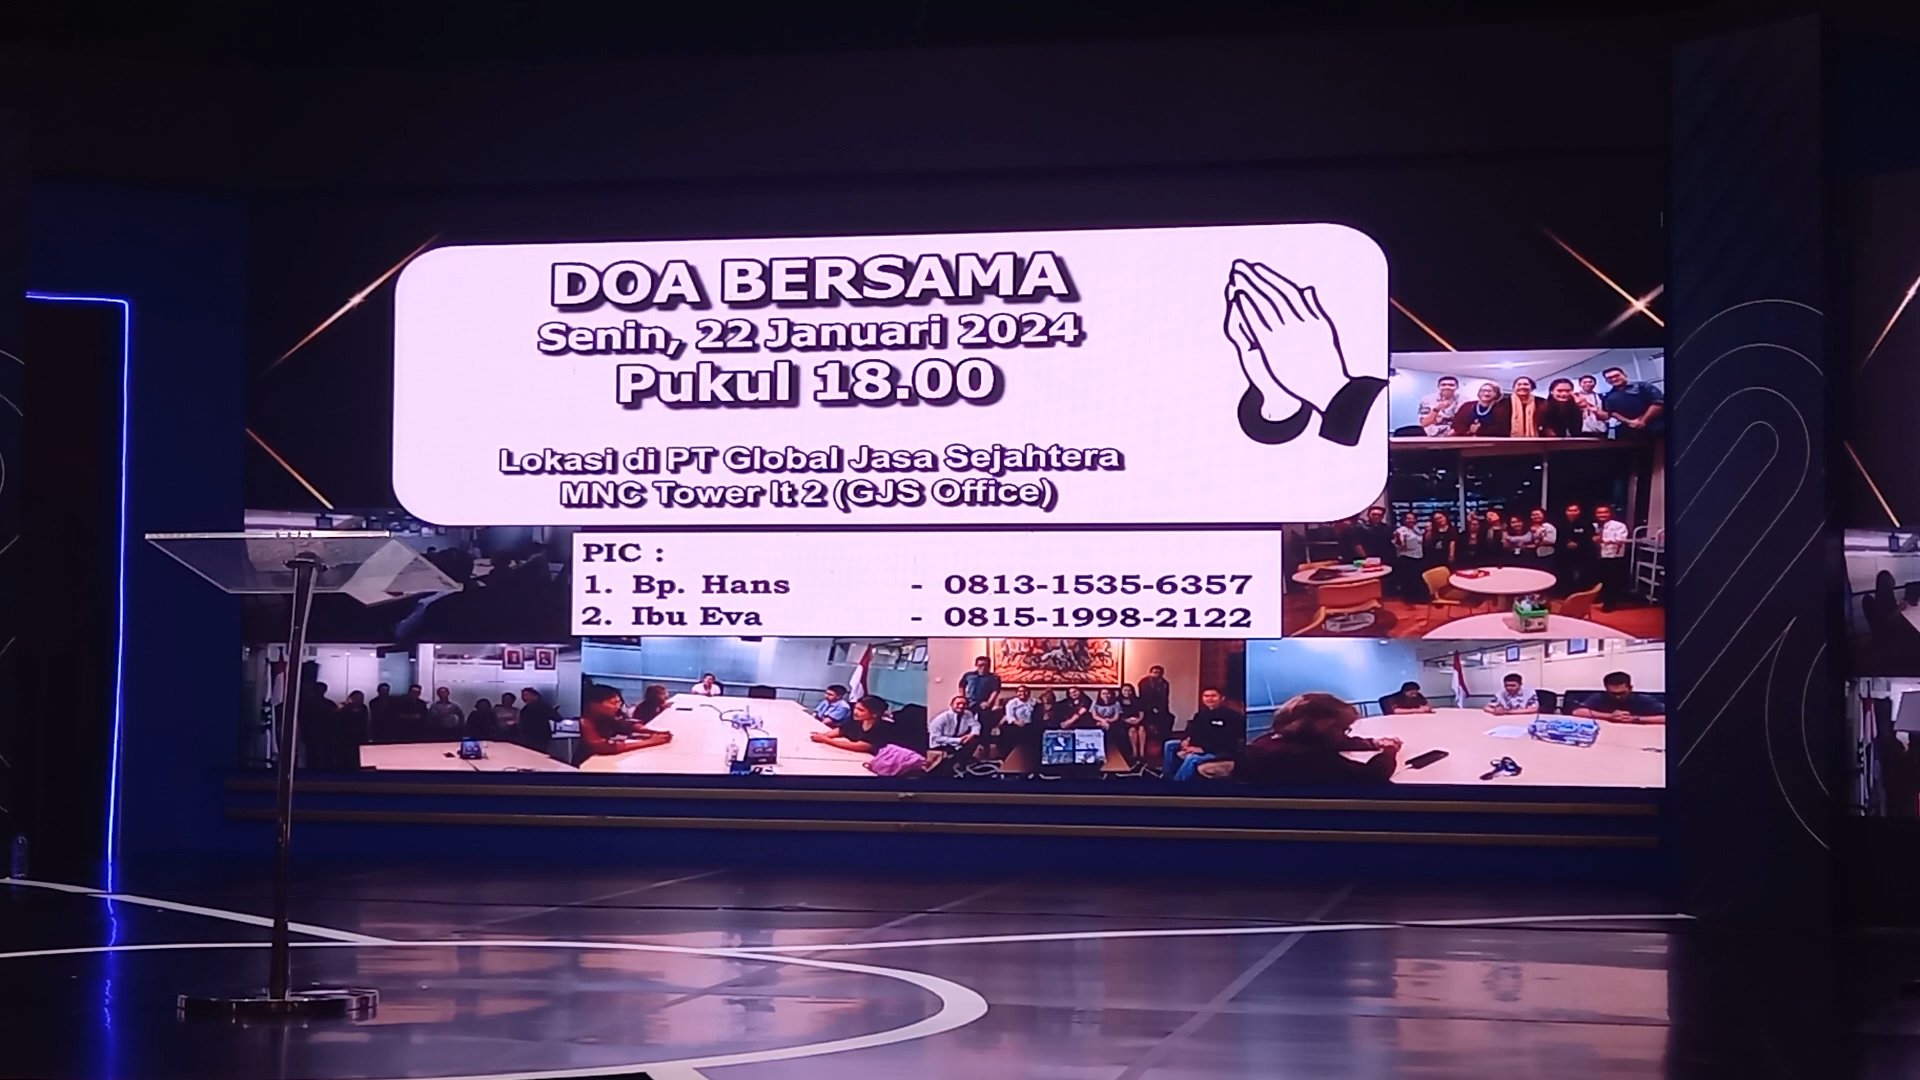 DOA BERSAMA
Senin, 22 Januari 2024
Pukul 18.00
Lokasi di PT Global Jasa Sejahtera
MNC Tower lt 2 (GJS Office)
PIC :
1. Bp. Hans - 0813-1535-6357
2. Ibu Eva - 0815-1998-2122